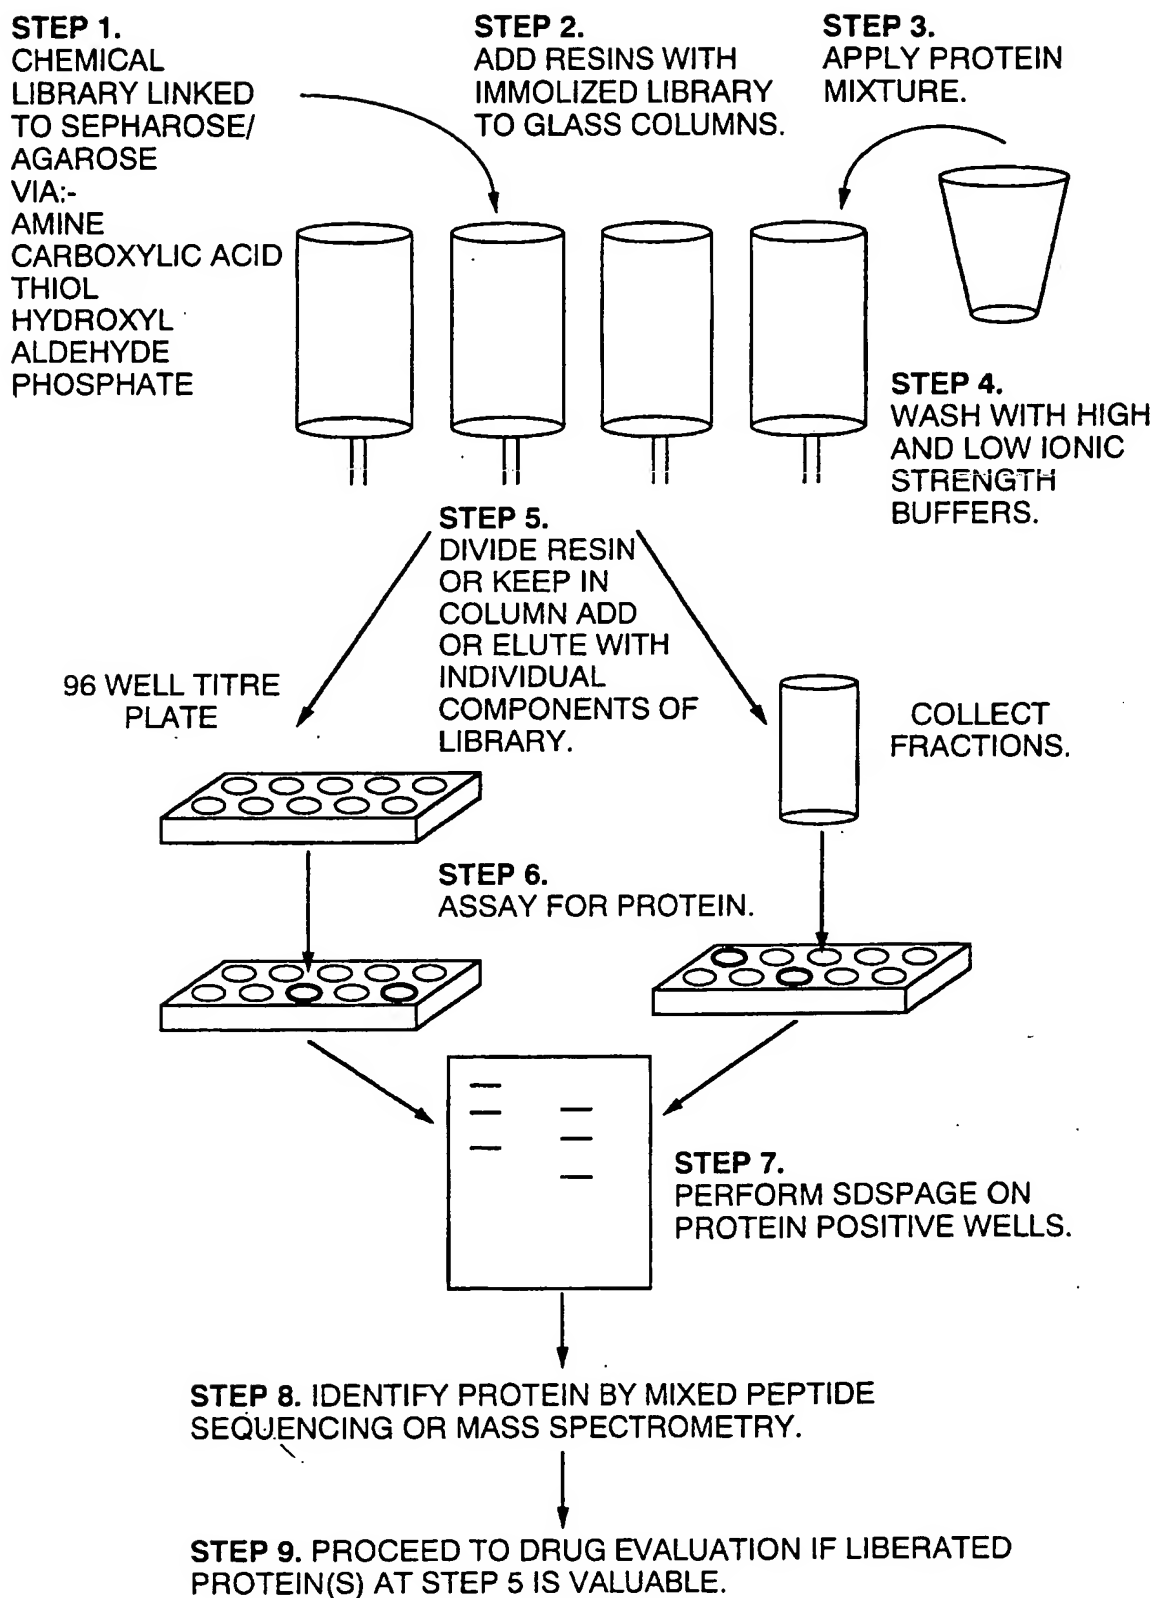 STEP 1.
CHEMICAL
LIBRARY LINKED
TO SEPHAROSE/
AGAROSE
VIA:-
AMINE
CARBOXYLIC ACID
THIOL
HYDROXYL
ALDEHYDE
PHOSPHATE
STEP 2.
ADD RESINS WITH
IMMOLIZED LIBRARY
TO GLASS COLUMNS.
STEP 3.
APPLY PROTEIN
MIXTURE.
STEP 4.
WASH WITH HIGH
AND LOW IONIC
STRENGTH
BUFFERS.
STEP 5.
DIVIDE RESIN
OR KEEP IN
COLUMN ADD
OR ELUTE WITH
INDIVIDUAL
COMPONENTS OF
LIBRARY.
96 WELL TITRE
PLATE
COLLECT
FRACTIONS.
STEP 6.
ASSAY FOR PROTEIN.
STEP 7.
PERFORM SDSPAGE ON
PROTEIN POSITIVE WELLS.
STEP 8. IDENTIFY PROTEIN BY MIXED PEPTIDE
SEQUENCING OR MASS SPECTROMETRY.
STEP 9. PROCEED TO DRUG EVALUATION IF LIBERATED
PROTEIN(S) AT STEP 5 IS VALUABLE.